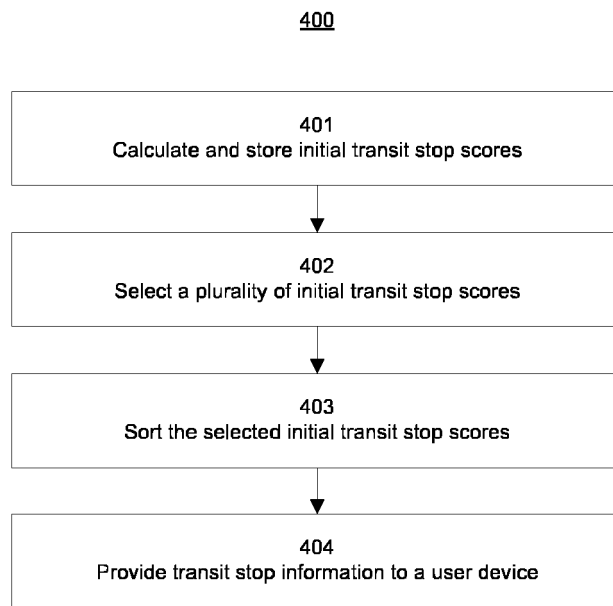 400
401
Calculate and store initial transit stop scores
402
Select a plurality of initial transit stop scores
403
Sort the selected initial transit stop scores
404
Provide transit stop information to a user device